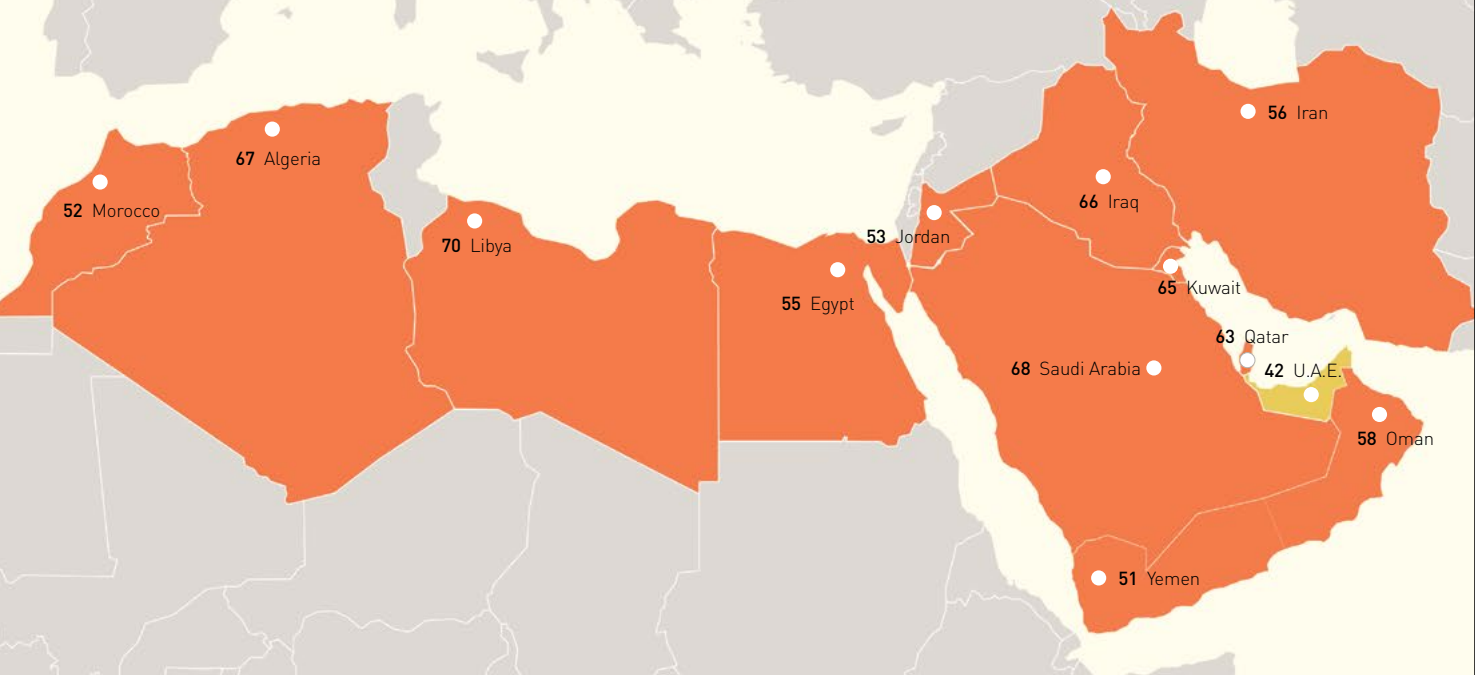 56 Iran
67 Algeria
66 Iraq
52 Morocco
53 Jordan
70 Libya
65 Kuwait
55 Egypt
63 Qatar
68 Saudi Arabia
42 U.A.E.
58 Oman
51 Yemen